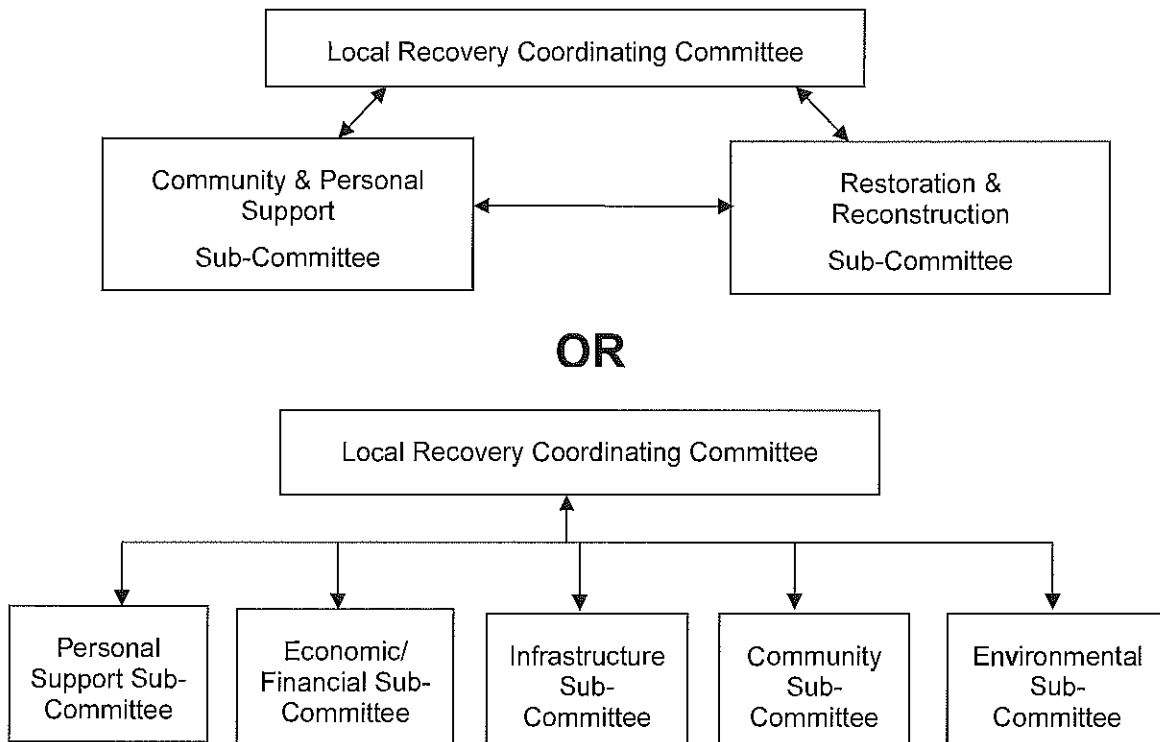 Local Recovery Coordinating Committee
Community & Personal
Support
Sub-Committee
Restoration &
Reconstruction
Sub-Committee
OR
Local Recovery Coordinating Committee
Personal
Support Sub-
Committee
Economic/
Financial Sub-
Committee
Infrastructure
Sub-
Committee
Community
Sub-
Committee
Environmental
Sub-
Committee